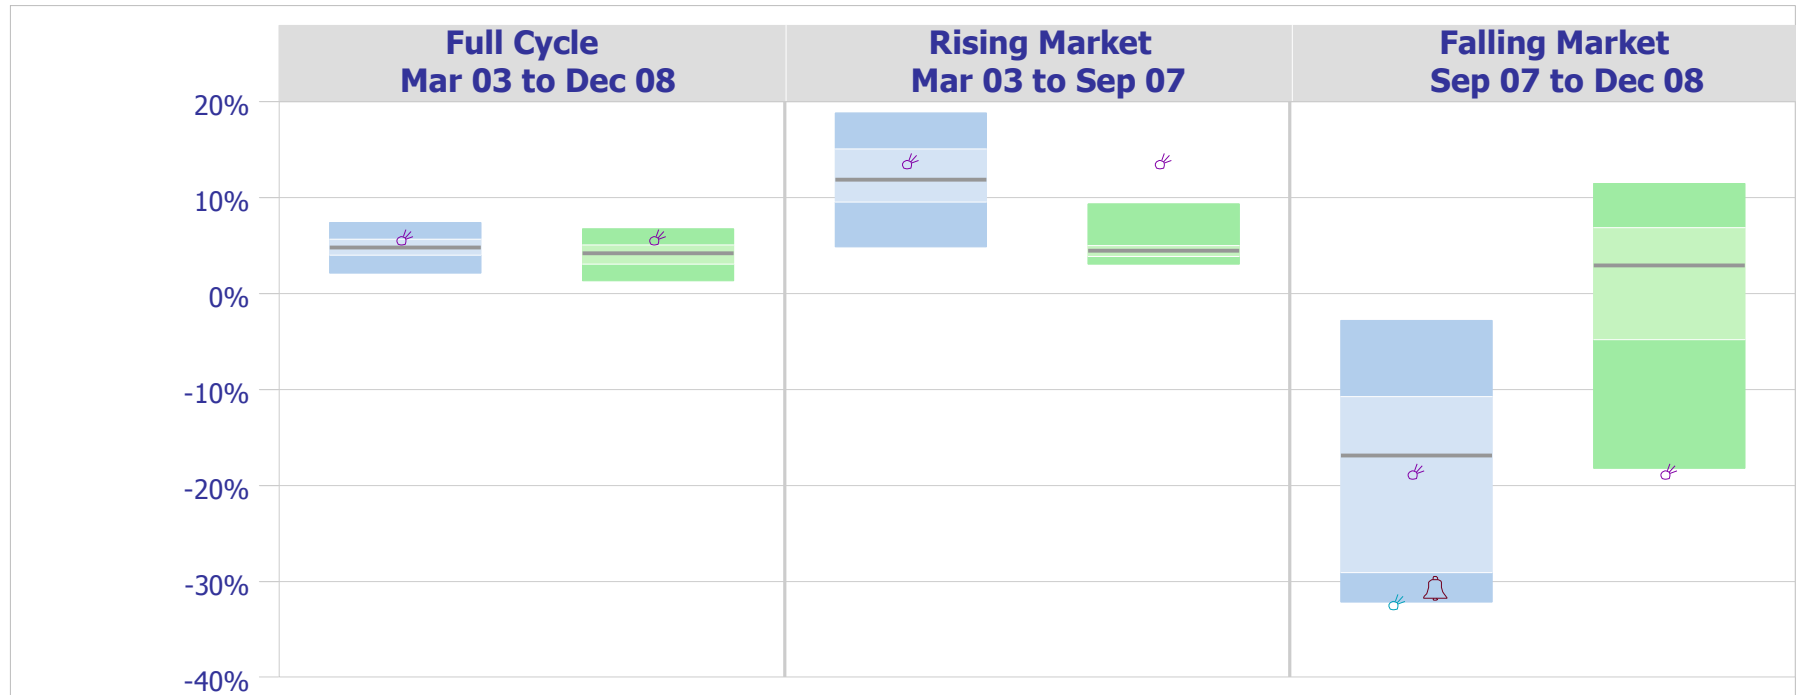 Full Cycle
Mar 03 to Dec 08
Rising Market
Mar 03 to Sep 07
Falling Market
Sep 07 to Dec 08
20%
10%
0%
-10%
-20%
-30%
-40%